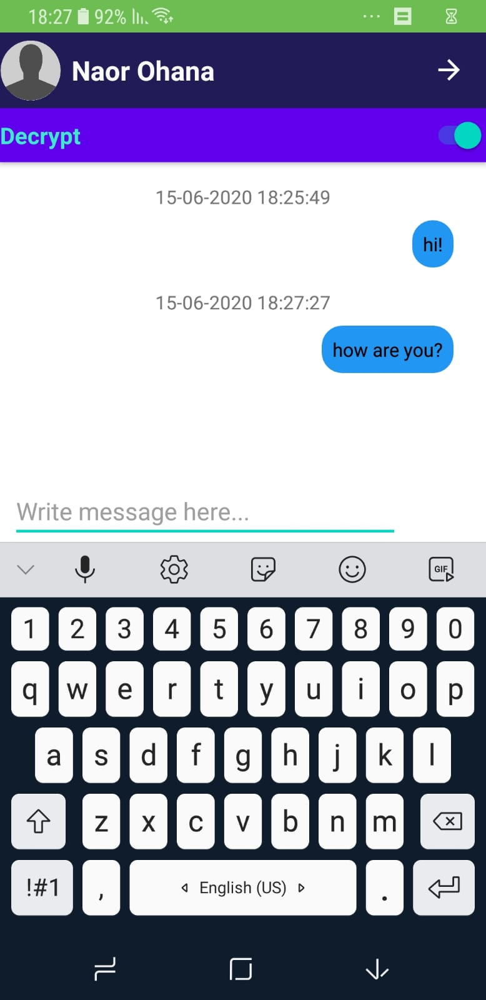 18:27 92%
Naor Ohana
Decrypt
15-06-2020 18:25:49
hi!
15-06-2020 18:27:27
how are you?
Write message here...
GIF
1 2 3 4 5 6 7 8 9 0
q w e r t y u i o p
a s d f g h j k l
z x c v b n m
!#1 , English (US) .